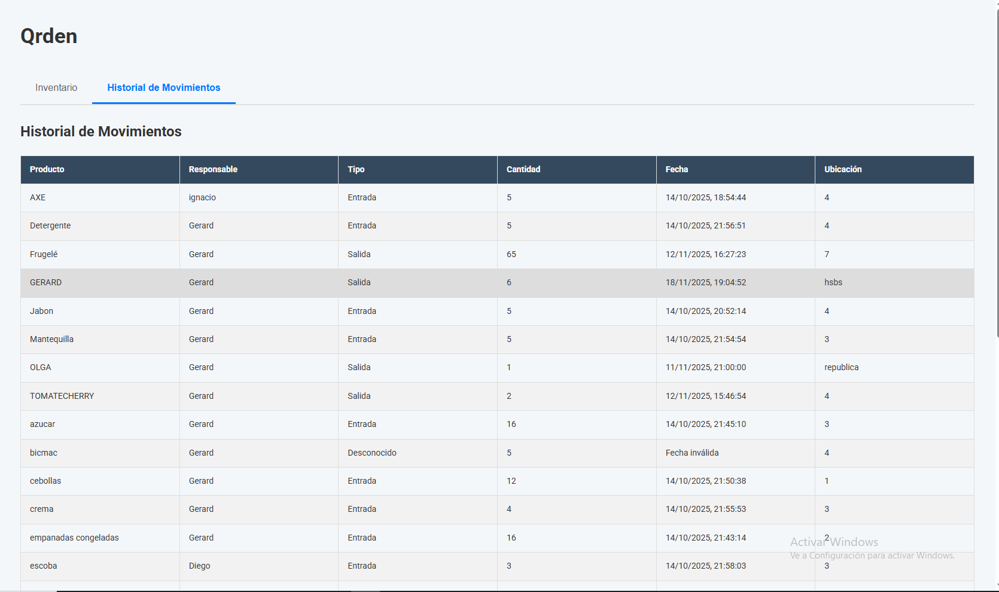 Qrden
Inventario Historial de Movimientos
Historial de Movimientos
Producto Responsable Tipo Cantidad Fecha Ubicación
AXE ignacio Entrada 5 14/10/2025, 18:54:44 4
Detergente Gerard Entrada 5 14/10/2025, 21:56:51 4
Frugelé Gerard Salida 65 12/11/2025, 16:27:23 7
GERARD Gerard Salida 6 18/11/2025, 19:04:52 hsbs
Jabon Gerard Entrada 5 14/10/2025, 20:52:14 4
Mantequilla Gerard Entrada 5 14/10/2025, 21:54:54 3
OLGA Gerard Salida 1 11/11/2025, 21:00:00 republica
TOMATECHERRY Gerard Salida 2 12/11/2025, 15:46:54 4
azucar Gerard Entrada 16 14/10/2025, 21:45:10 3
bicmac Gerard Desconocido 5 Fecha inválida 4
cebollas Gerard Entrada 12 14/10/2025, 21:50:38 1
crema Gerard Entrada 4 14/10/2025, 21:55:53 3
empanadas congeladas Gerard Entrada 16 14/10/2025, 21:43:14 2
Activar Windows
Ve a Configuración para activar Windows.
escoba Diego Entrada 3 14/10/2025, 21:58:03 3